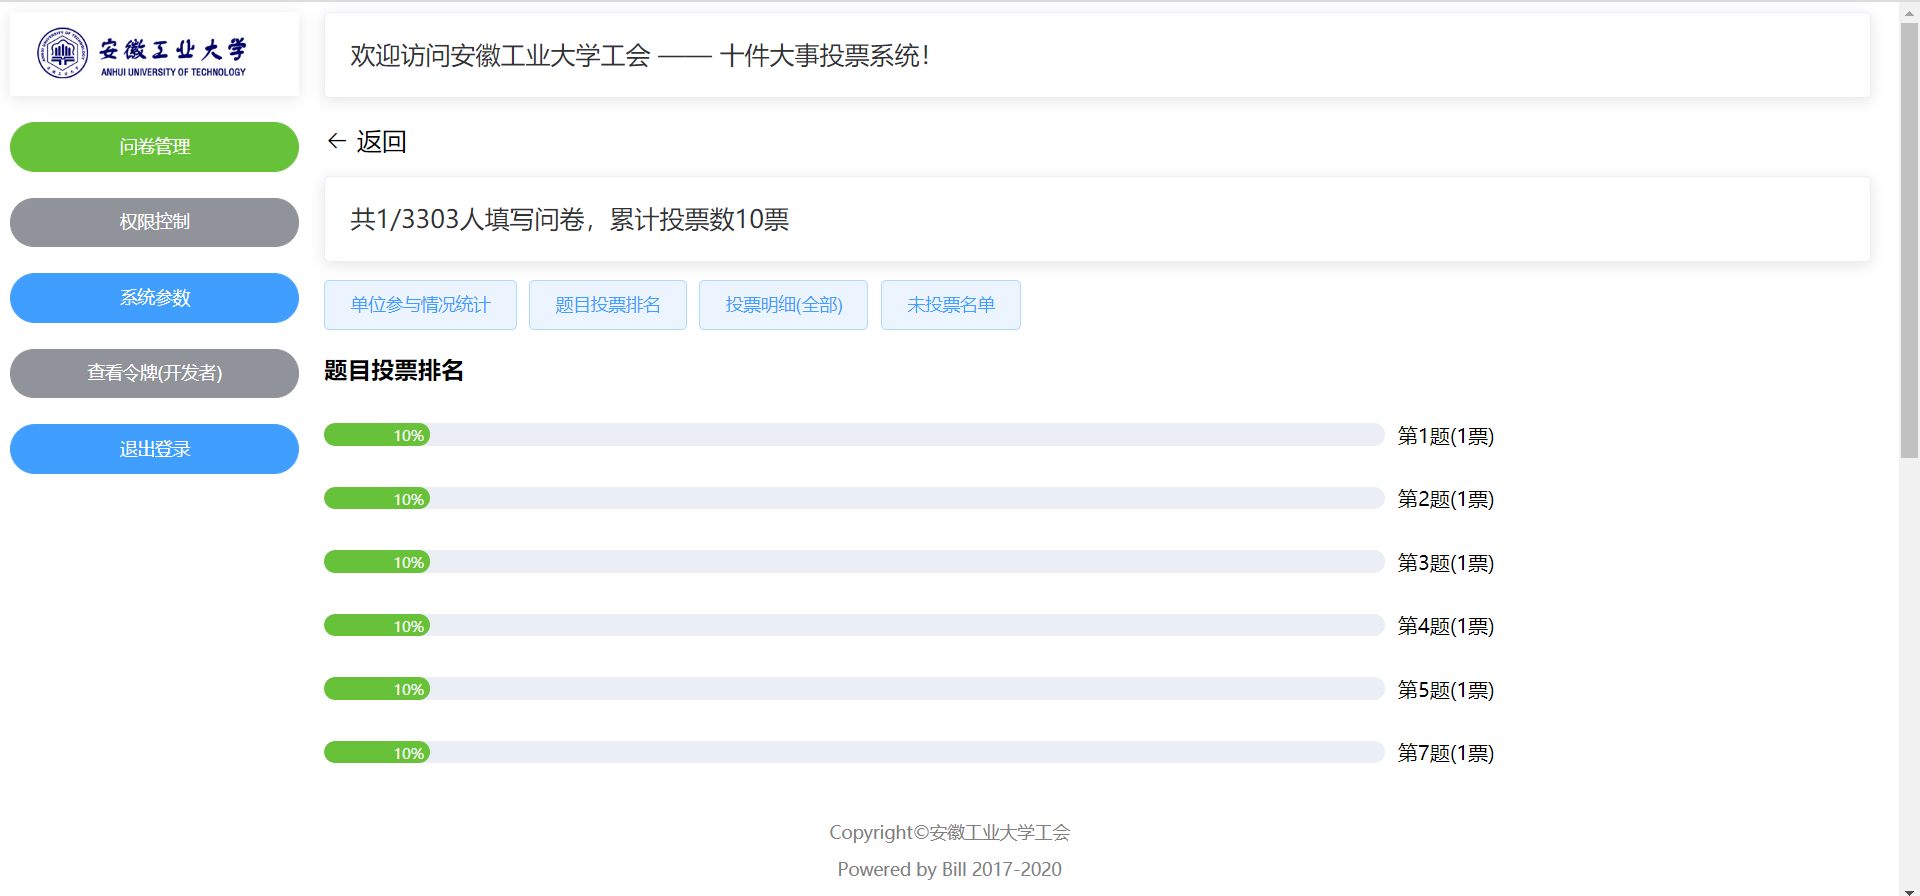 安徽工业大学
ANHUI UNIVERSITY OF TECHNOLOGY
问卷管理
权限控制
系统参数
查看令牌(开发者)
退出登录
欢迎访问安徽工业大学工会 —— 十件大事投票系统！
← 返回
共1/3303人填写问卷，累计投票数10票
单位参与情况统计
题目投票排名
投票明细(全部)
未投票名单
题目投票排名
10% 第1题(1票)
10% 第2题(1票)
10% 第3题(1票)
10% 第4题(1票)
10% 第5题(1票)
10% 第7题(1票)
Copyright©安徽工业大学工会
Powered by Bill 2017-2020